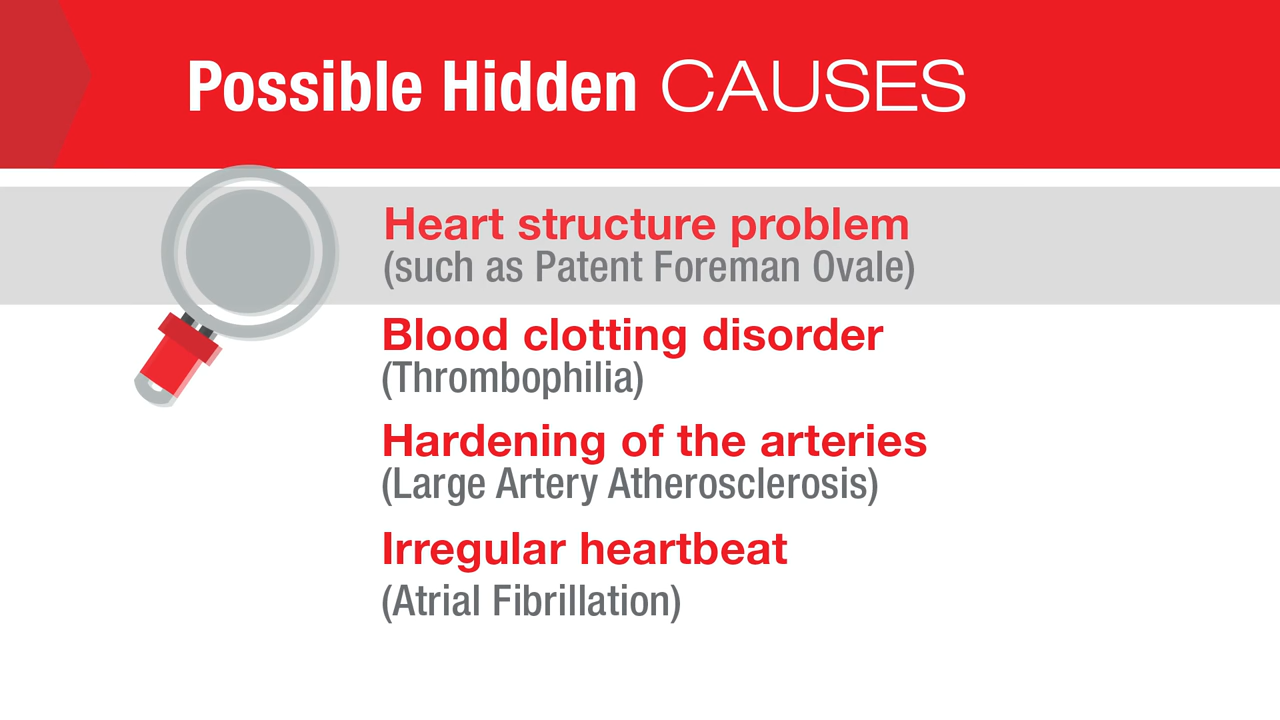 Possible Hidden CAUSES
Heart structure problem
(such as Patent Foreman Ovale)
Blood clotting disorder
(Thrombophilia)
Hardening of the arteries
(Large Artery Atherosclerosis)
Irregular heartbeat
(Atrial Fibrillation)